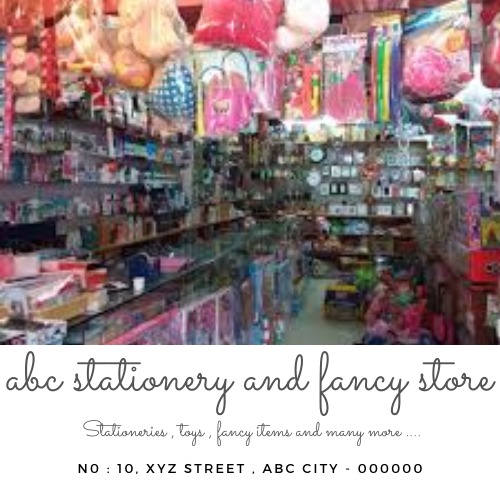 abc stationery and fancy store
Stationeries , toys , fancy items and many more ....
N0 : 10, XYZ STREET , ABC CITY - 000000